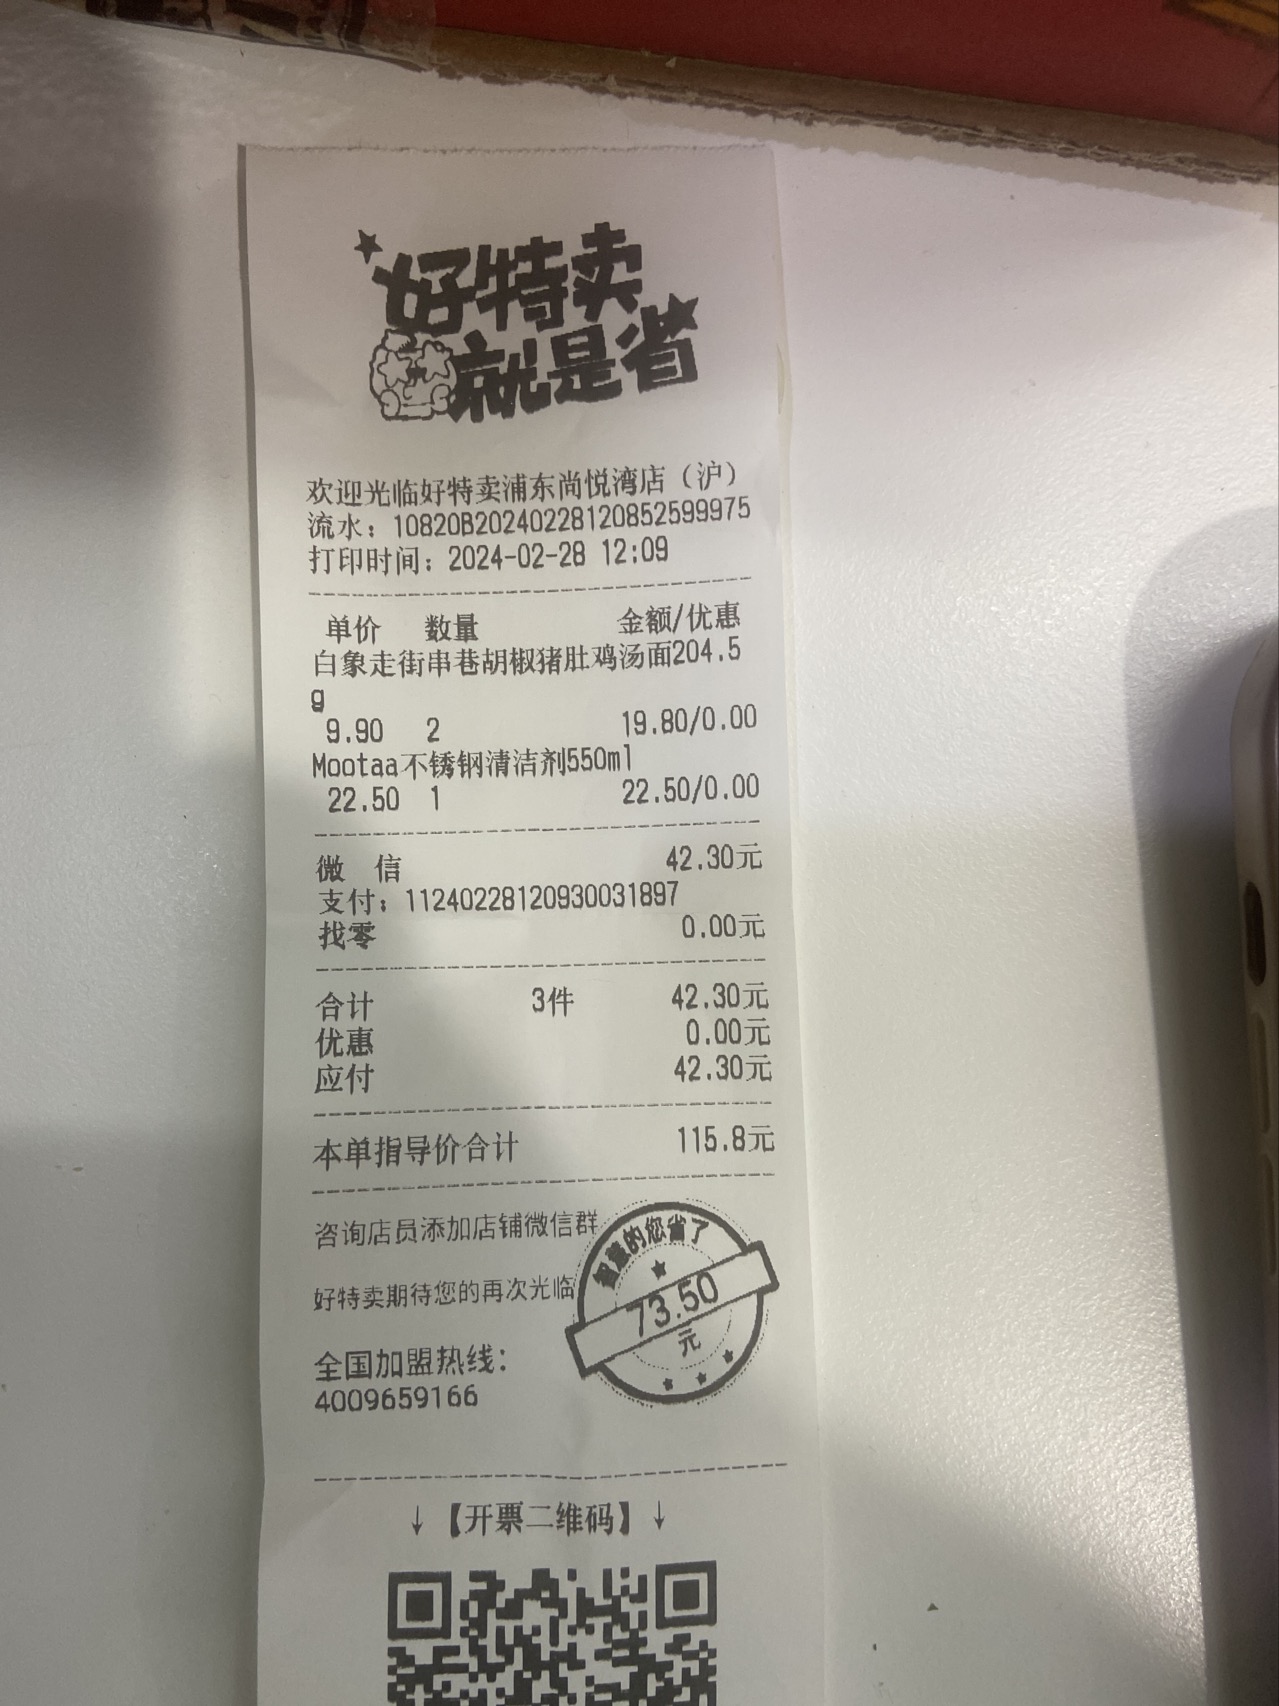 好特卖
就是省
欢迎光临好特卖浦东尚悦湾店（沪）
流水：10820B20240228120852599975
打印时间：2024-02-28 12:09
单价 数量 金额/优惠
白象走街串巷胡椒猪肚鸡汤面204.5
g
9.90 2 19.80/0.00
Mootaa不锈钢清洁剂550ml
22.50 1 22.50/0.00
微 信 42.30元
支付：11240228120930031897
找零 0.00元
合计 3件 42.30元
优惠 0.00元
应付 42.30元
本单指导价合计 115.8元
咨询店员添加店铺微信群
好特卖期待您的再次光临
智慧的您省了
73.50
元
全国加盟热线：
4009659166
↓【开票二维码】↓